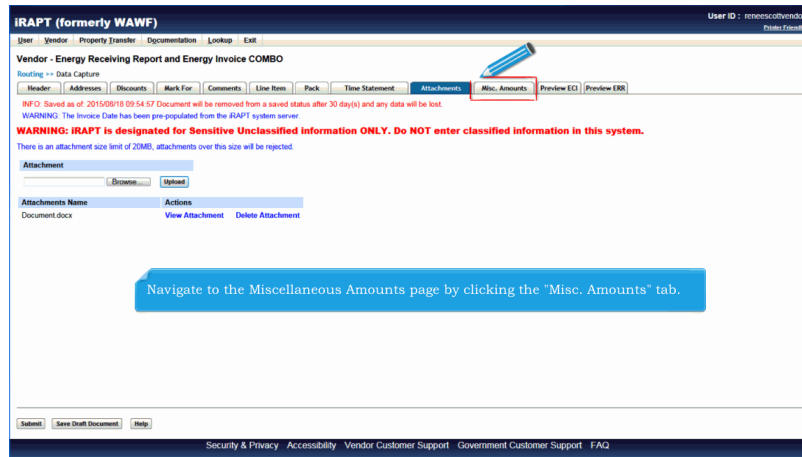 iRAPT (formerly WAWF)
User ID : reneescottvendo
Printer Friendl
User Vendor Property Transfer Documentation Lookup Exit
Vendor - Energy Receiving Report and Energy Invoice COMBO
Routing >> Data Capture
Header Addresses Discounts Mark For Comments Line Item Pack Time Statement Attachments Misc. Amounts Preview ECI Preview ERR
INFO: Saved as of: 2015/08/18 09:54:57 Document will be removed from a saved status after 30 day(s) and any data will be lost.
WARNING: The Invoice Date has been pre-populated from the iRAPT system server.
WARNING: iRAPT is designated for Sensitive Unclassified information ONLY. Do NOT enter classified information in this system.
There is an attachment size limit of 20MB, attachments over this size will be rejected.
Attachment
Browse... Upload
Attachments Name Actions
Document.docx View Attachment Delete Attachment
Navigate to the Miscellaneous Amounts page by clicking the "Misc. Amounts" tab.
Submit Save Draft Document Help
Security & Privacy Accessibility Vendor Customer Support Government Customer Support FAQ